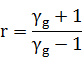 r = (γg + 1) / (γg − 1)